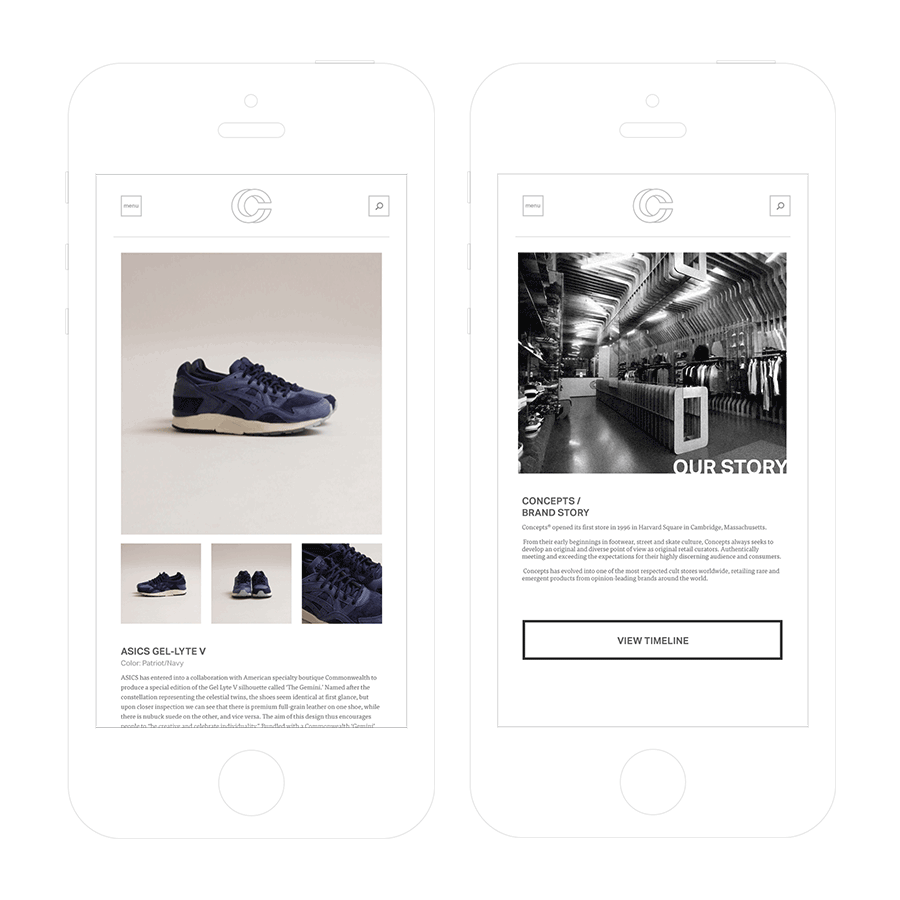 menu
ASICS GEL-LYTE V
Color: Patriot/Navy
ASICS has entered into a collaboration with American specialty boutique Commonwealth to
produce a special edition of the Gel Lyte V silhouette called 'The Gemini.' Named after the
constellation representing the celestial twins, the shoes seem identical at first glance, but
upon closer inspection we can see that there is premium full-grain leather on one shoe, while
there is nubuck suede on the other, and vice versa. The aim of this design thus encourages
people to "be creative and celebrate individuality." Bundled with a Commonwealth 'Gemini'
menu
OUR STORY
CONCEPTS /
BRAND STORY
Concepts® opened its first store in 1996 in Harvard Square in Cambridge, Massachusetts.
From their early beginnings in footwear, street and skate culture, Concepts always seeks to
develop an original and diverse point of view as original retail curators. Authentically
meeting and exceeding the expectations for their highly discerning audience and consumers.
Concepts has evolved into one of the most respected cult stores worldwide, retailing rare and
emergent products from opinion-leading brands around the world.
VIEW TIMELINE